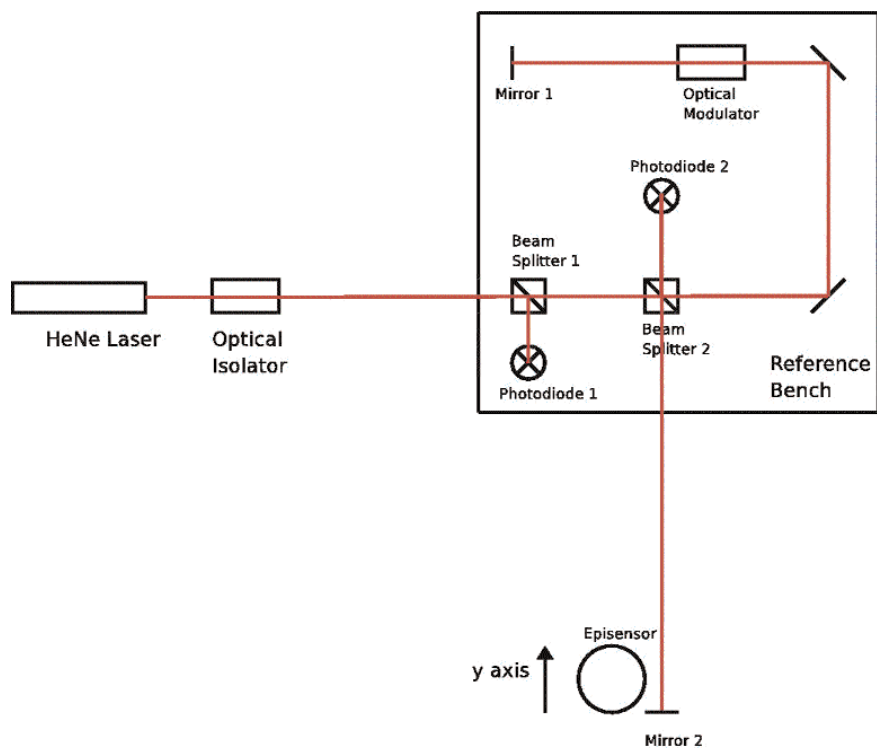 Mirror 1
Optical
Modulator
Photodiode 2
Beam
Splitter 1
HeNe Laser
Optical
Isolator
Beam
Splitter 2
Photodiode 1
Reference
Bench
Episensor
y axis
Mirror 2